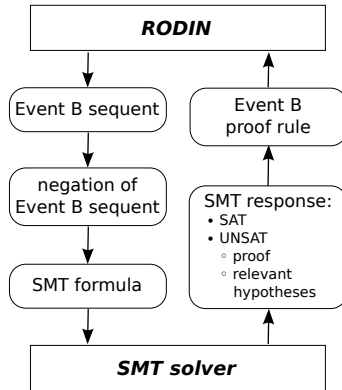 RODIN
Event B sequent
negation of
Event B sequent
SMT formula
Event B
proof rule
SMT response:
• SAT
• UNSAT
◦ proof
◦ relevant
hypotheses
SMT solver